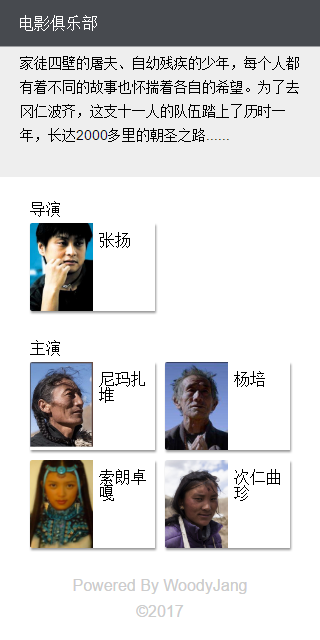 电影俱乐部
家徒四壁的屠夫、自幼残疾的少年，每个人都
有着不同的故事也怀揣着各自的希望。为了去
冈仁波齐，这支十一人的队伍踏上了历时一
年，长达2000多里的朝圣之路……
导演
张扬
主演
尼玛扎
堆
杨培
索朗卓
嘎
次仁曲
珍
Powered By WoodyJang
©2017